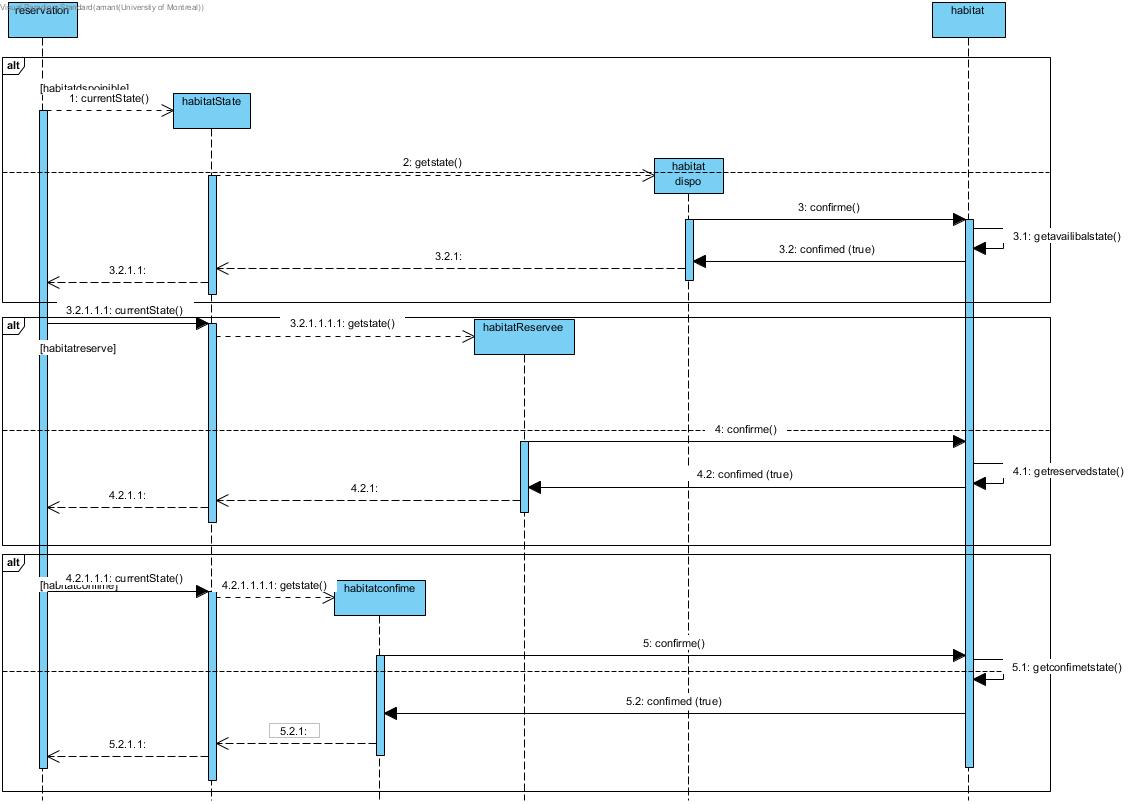 Standard(amant(University of Montreal))
reservation
habitat
alt
[habitatdspoinible]
1: currentState()
habitatState
2: getstate()
habitat
dispo
3: confirme()
3.1: getavailibalstate()
3.2: confimed (true)
3.2.1:
3.2.1.1:
3.2.1.1.1: currentState()
alt
3.2.1.1.1.1: getstate()
habitatReservee
[habitatreserve]
4: confirme()
4.1: getreservedstate()
4.2: confimed (true)
4.2.1:
4.2.1.1:
alt
4.2.1.1.1: currentState()
[habitatconfime]
4.2.1.1.1.1: getstate()
habitatconfime
5: confirme()
5.1: getconfimetstate()
5.2: confimed (true)
5.2.1:
5.2.1.1: